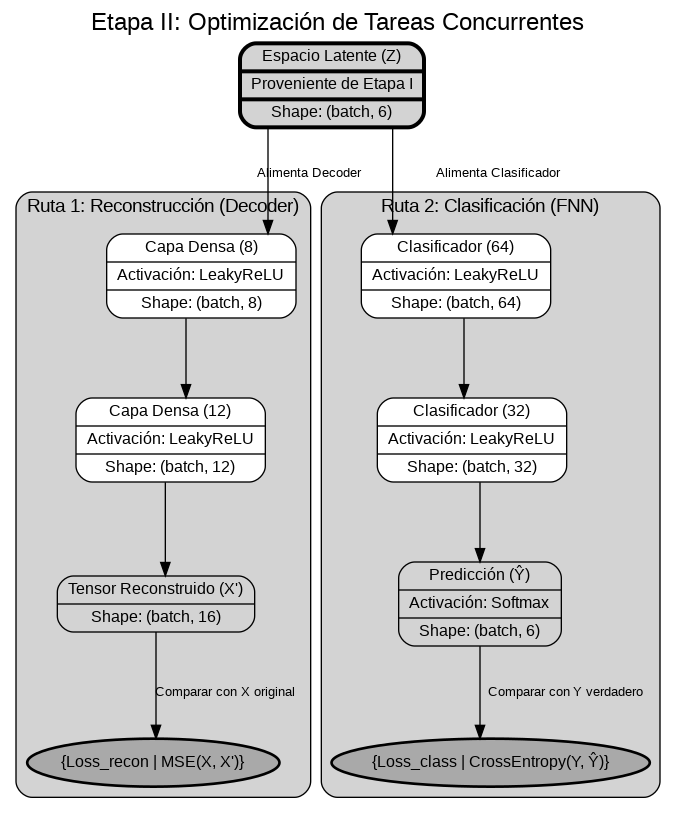 Etapa II: Optimización de Tareas Concurrentes
Espacio Latente (Z)
Proveniente de Etapa I
Shape: (batch, 6)
Alimenta Decoder
Alimenta Clasificador
Ruta 1: Reconstrucción (Decoder)
Capa Densa (8)
Activación: LeakyReLU
Shape: (batch, 8)
Capa Densa (12)
Activación: LeakyReLU
Shape: (batch, 12)
Tensor Reconstruido (X')
Shape: (batch, 16)
Comparar con X original
{Loss_recon | MSE(X, X')}
Ruta 2: Clasificación (FNN)
Clasificador (64)
Activación: LeakyReLU
Shape: (batch, 64)
Clasificador (32)
Activación: LeakyReLU
Shape: (batch, 32)
Predicción (Ŷ)
Activación: Softmax
Shape: (batch, 6)
Comparar con Y verdadero
{Loss_class | CrossEntropy(Y, Ŷ)}